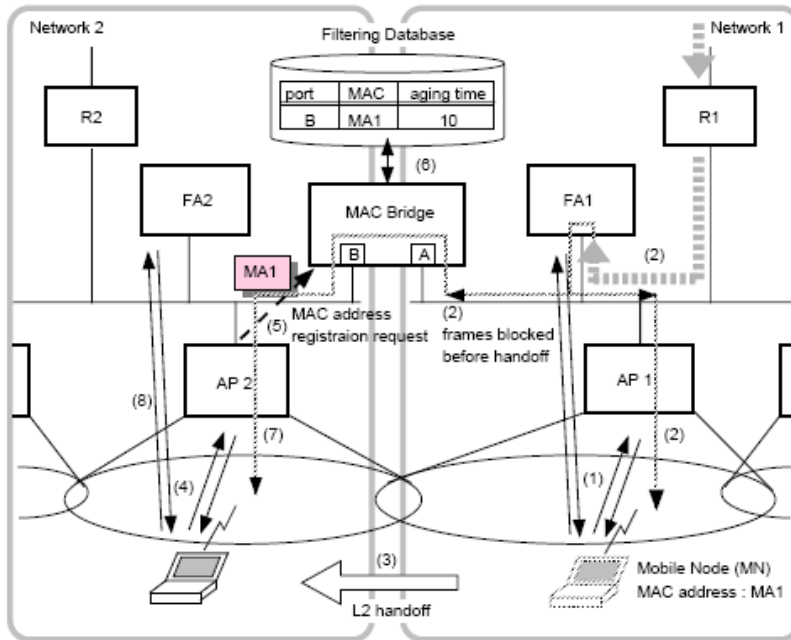 Network 2
Filtering Database
Network 1
port MAC aging time
B MA1 10
R2
R1
(6)
FA2
MAC Bridge
FA1
B
A
MA1
(2)
(5)
MAC address
registraion request
(2)
frames blocked
before handoff
AP 2
AP 1
(8)
(7)
(2)
(4)
(1)
(3)
L2 handoff
Mobile Node (MN)
MAC address : MA1